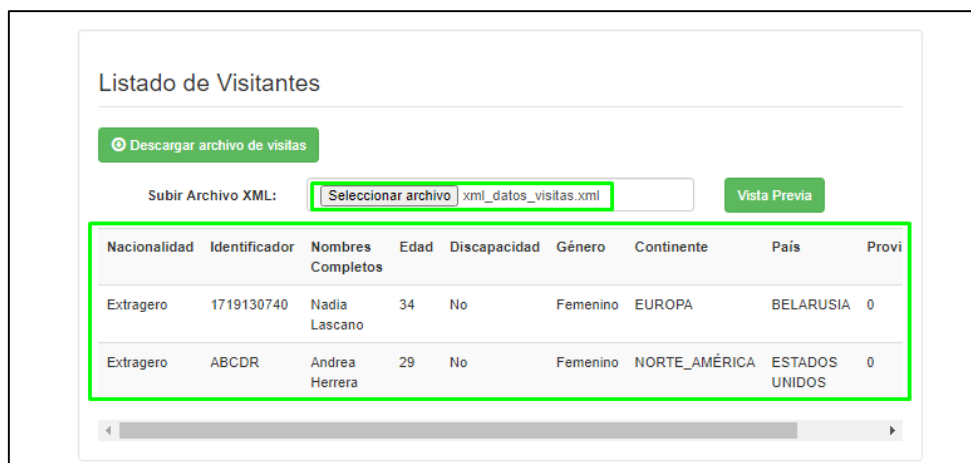 Listado de Visitantes
Descargar archivo de visitas
Subir Archivo XML: Seleccionar archivo xml_datos_visitas.xml Vista Previa
Nacionalidad Identificador Nombres Edad Discapacidad Género Continente País Provi
Completos
Extragero 1719130740 Nadia 34 No Femenino EUROPA BELARUSIA 0
Lascano
Extragero ABCDR Andrea 29 No Femenino NORTE_AMÉRICA ESTADOS 0
Herrera UNIDOS